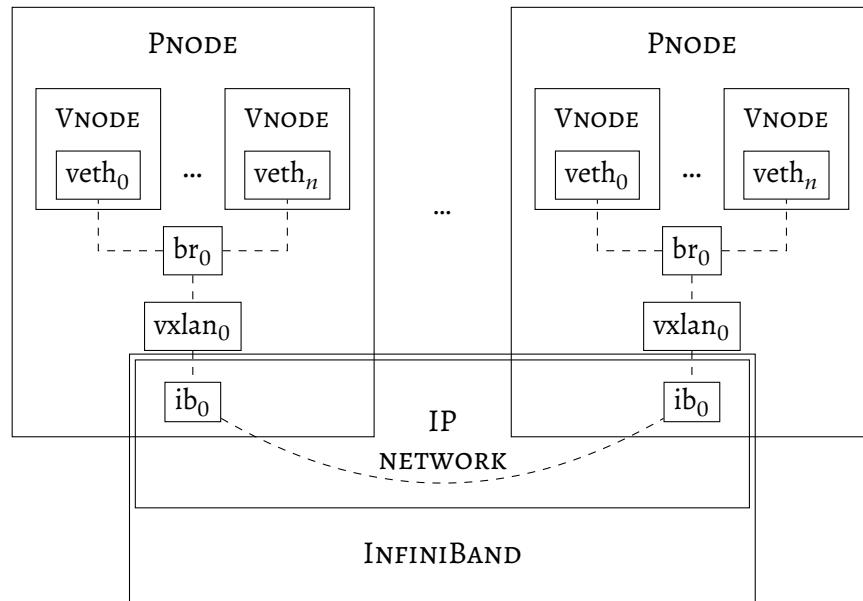 PNODE PNODE
VNODE VNODE VNODE VNODE
veth₀ ... vethₙ veth₀ ... vethₙ
...
br₀ br₀
vxlan₀ vxlan₀
ib₀ ib₀
IP
NETWORK
INFINIBAND